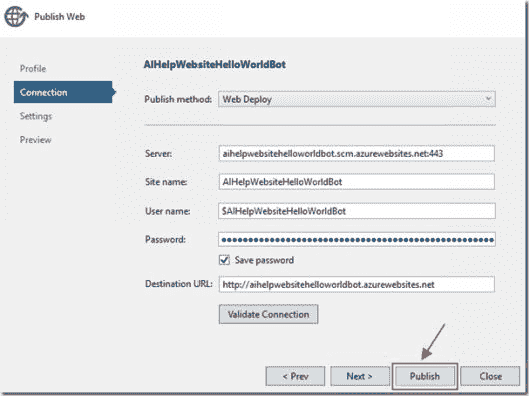 Publish Web
Profile
Connection
Settings
Preview
AIHelpWebsiteHelloWorldBot
Publish method: Web Deploy
Server: aihelpwebsitehelloworldbot.scm.azurewebsites.net:443
Site name: AIHelpWebsiteHelloWorldBot
User name: $AIHelpWebsiteHelloWorldBot
Password: ••••••••••••••••••••••••••••••••••••••••••••••••••••
Save password
Destination URL: http://aihelpwebsitehelloworldbot.azurewebsites.net
Validate Connection
< Prev Next > Publish Close